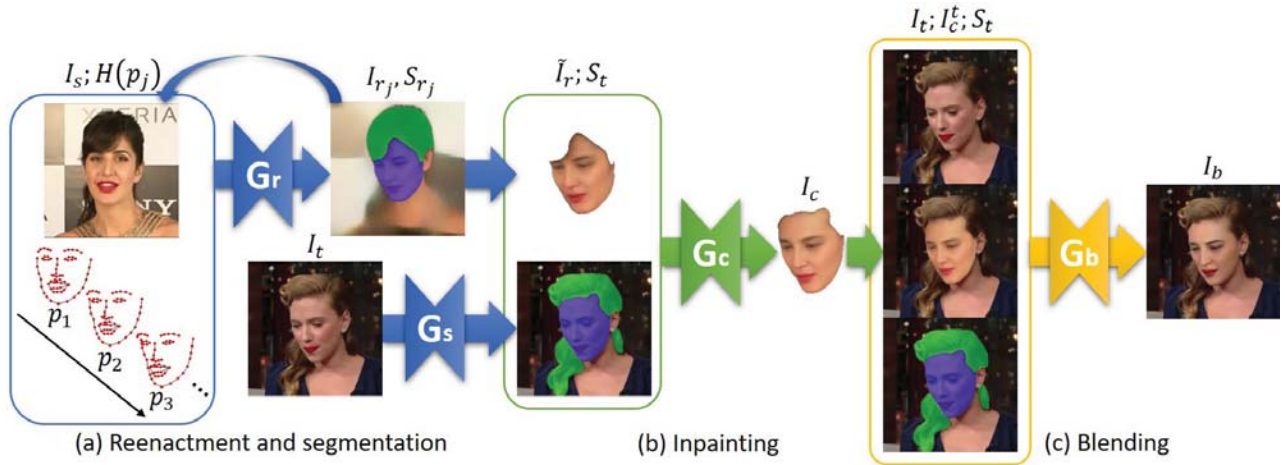 I_t; I_c^t; S_t
I_s; H(p_j)
I_{r_j}, S_{r_j}
Ĩ_r; S_t
XPERIA
G_r
I_c
I_b
I_t
G_c
G_b
G_s
p_1
p_2
p_3
...
(a) Reenactment and segmentation
(b) Inpainting
(c) Blending